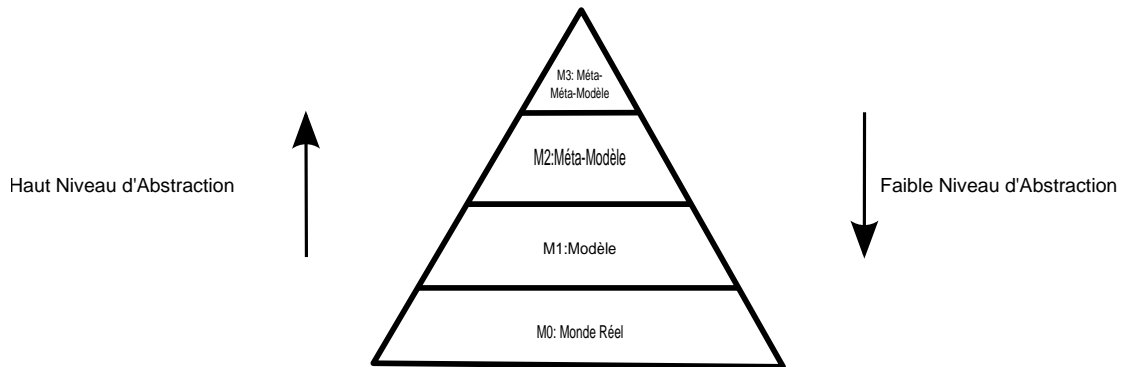 M3: Méta-
Méta-Modèle
M2:Méta-Modèle
Haut Niveau d'Abstraction
Faible Niveau d'Abstraction
M1:Modèle
M0: Monde Réel